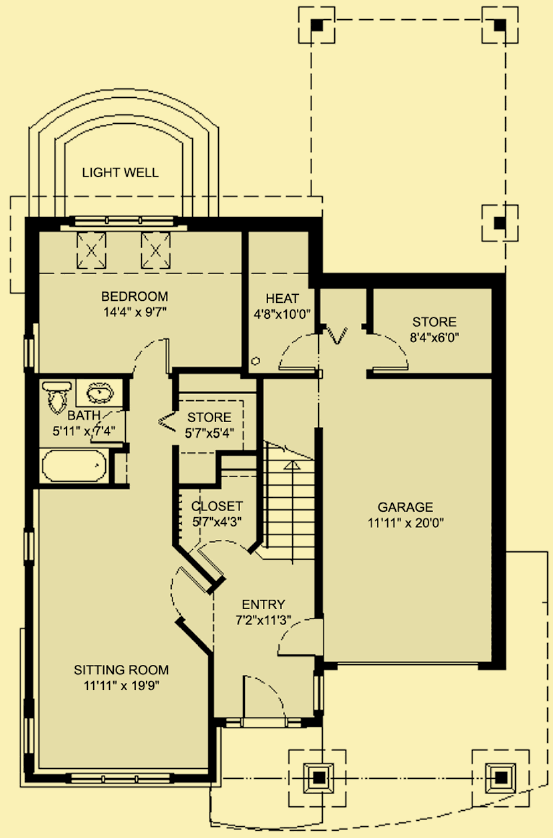 LIGHT WELL
BEDROOM
14'4" x 9'7"
HEAT
4'8"x10'0"
STORE
8'4"x6'0"
BATH
5'11" x 7'4"
STORE
5'7"x5'4"
CLOSET
5'7"x4'3"
GARAGE
11'11" x 20'0"
ENTRY
7'2"x11'3"
SITTING ROOM
11'11" x 19'9"